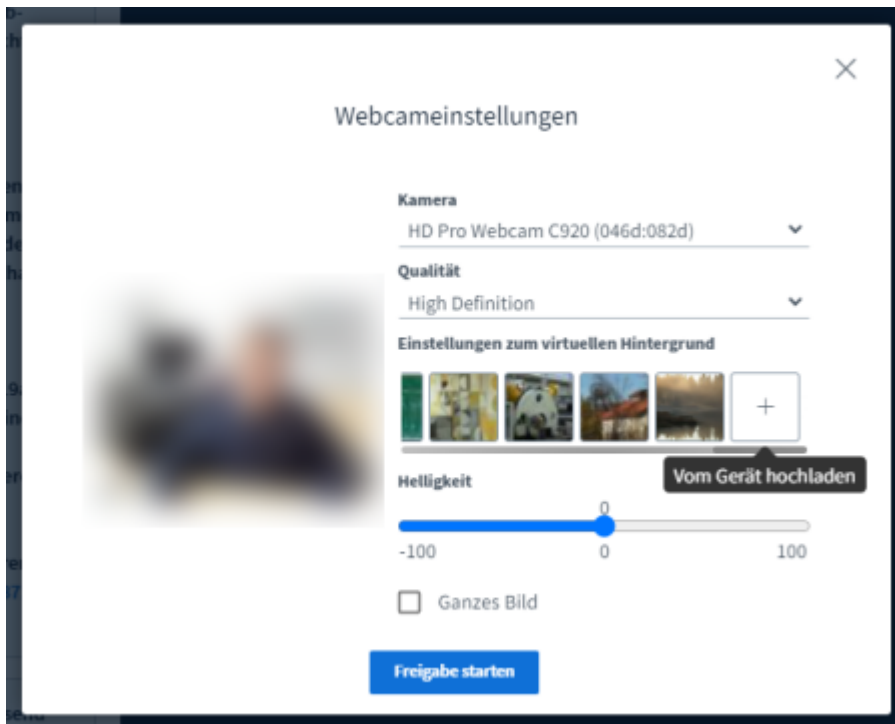 Webcameinstellungen
Kamera
HD Pro Webcam C920 (046d:082d)
Qualität
High Definition
Einstellungen zum virtuellen Hintergrund
+
Vom Gerät hochladen
Helligkeit
0
-100 0 100
Ganzes Bild
Freigabe starten